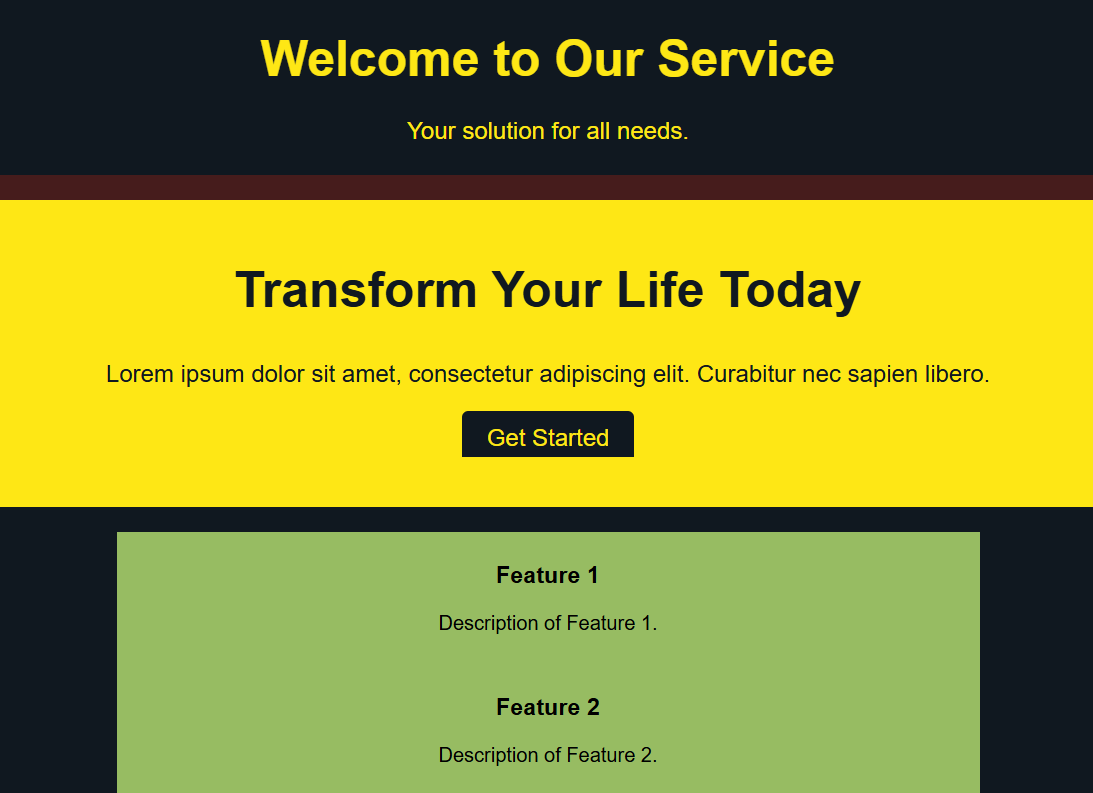 Welcome to Our Service
Your solution for all needs.
Transform Your Life Today
Lorem ipsum dolor sit amet, consectetur adipiscing elit. Curabitur nec sapien libero.
Get Started
Feature 1
Description of Feature 1.
Feature 2
Description of Feature 2.